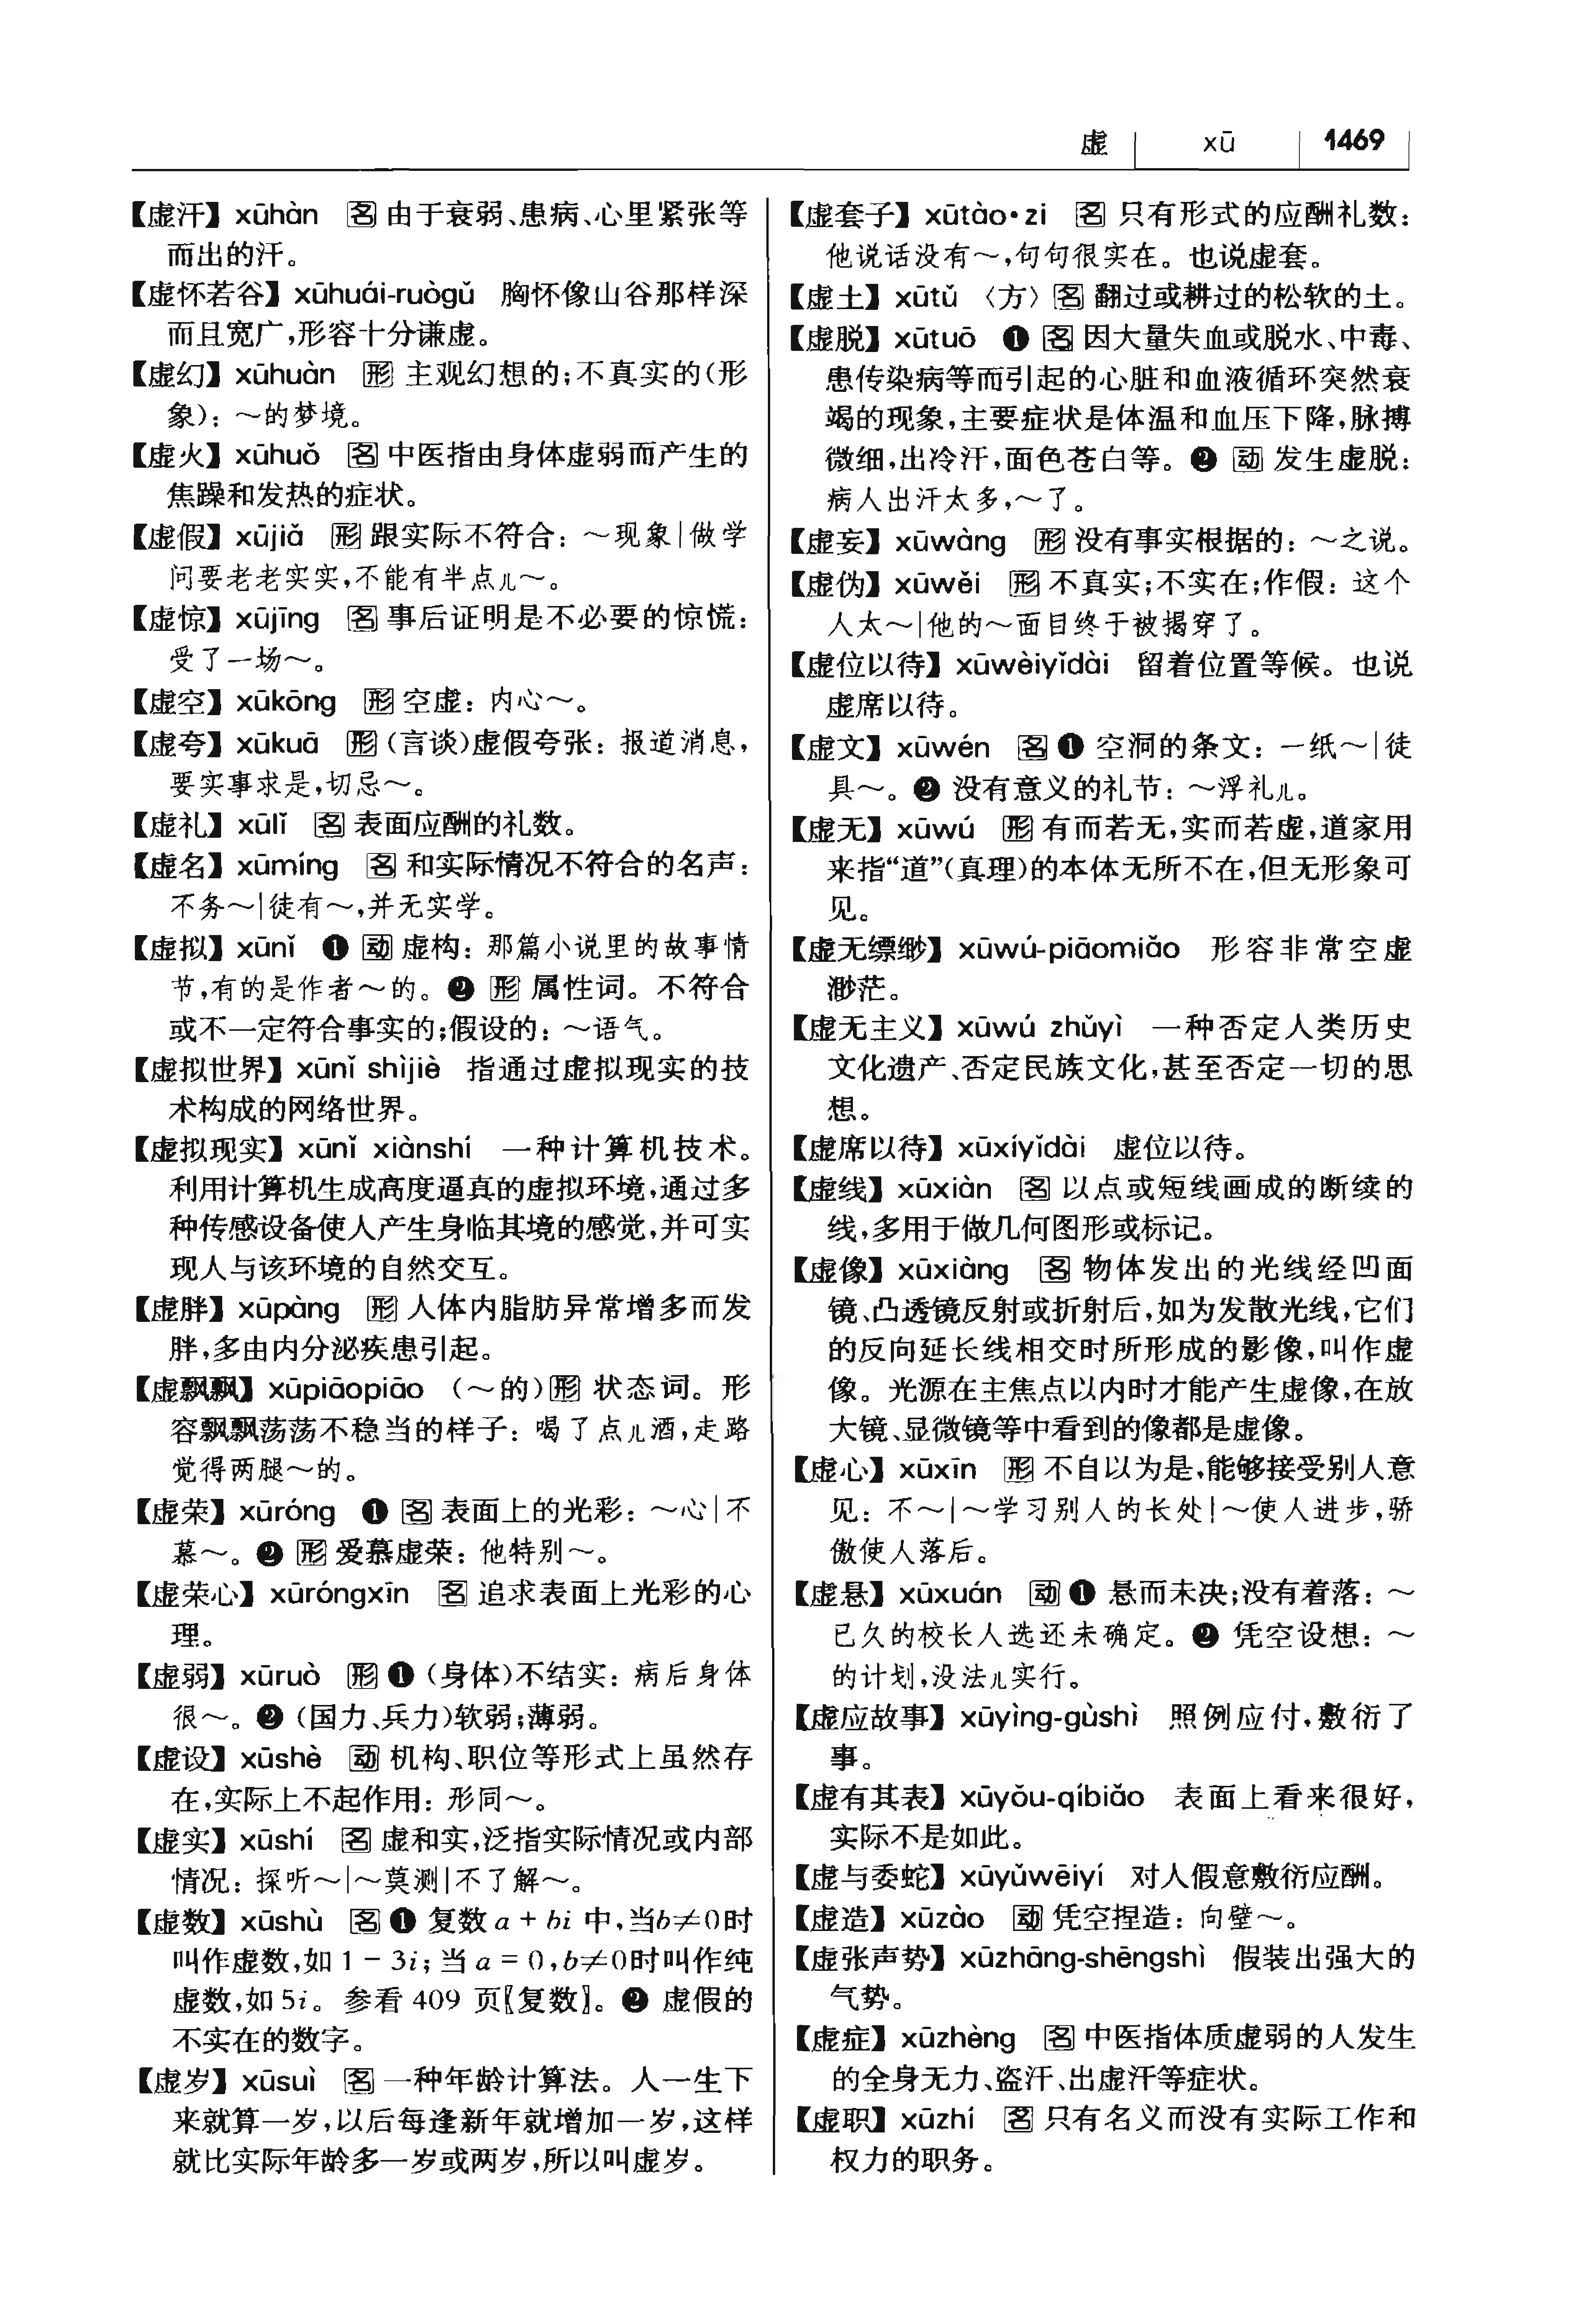 虚 xū 1469
【虚汗】xūhàn 名 由于衰弱、患病、心里紧张等
而出的汗。
【虚怀若谷】xūhuái-ruògǔ 胸怀像山谷那样深
而且宽广,形容十分谦虚。
【虚幻】xūhuàn 形 主观幻想的;不真实的(形
象): ~的梦境。
【虚火】xūhuǒ 名 中医指由身体虚弱而产生的
焦躁和发热的症状。
【虚假】xūjiǎ 形 跟实际不符合: ~现象|做学
问要老老实实,不能有半点儿~。
【虚惊】xūjīng 名 事后证明是不必要的惊慌:
受了一场~。
【虚空】xūkōng 形 空虚: 内心~。
【虚夸】xūkuā 形 (言谈)虚假夸张: 报道消息,
要实事求是,切忌~。
【虚礼】xūlǐ 名 表面应酬的礼数。
【虚名】xūmíng 名 和实际情况不符合的名声:
不务~|徒有~,并无实学。
【虚拟】xūnǐ ❶ 动 虚构: 那篇小说里的故事情
节,有的是作者~的。❷ 形 属性词。不符合
或不一定符合事实的;假设的: ~语气。
【虚拟世界】xūnǐ shìjiè 指通过虚拟现实的技
术构成的网络世界。
【虚拟现实】xūnǐ xiànshí 一种计算机技术。
利用计算机生成高度逼真的虚拟环境,通过多
种传感设备使人产生身临其境的感觉,并可实
现人与该环境的自然交互。
【虚胖】xūpàng 形 人体内脂肪异常增多而发
胖,多由内分泌疾患引起。
【虚飘飘】xūpiāopiāo (~的)形 状态词。形
容飘飘荡荡不稳当的样子: 喝了点儿酒,走路
觉得两腿~的。
【虚荣】xūróng ❶ 名 表面上的光彩: ~心|不
慕~。❷ 形 爱慕虚荣: 他特别~。
【虚荣心】xūróngxīn 名 追求表面上光彩的心
理。
【虚弱】xūruò 形 ❶ (身体)不结实: 病后身体
很~。❷ (国力、兵力)软弱;薄弱。
【虚设】xūshè 动 机构、职位等形式上虽然存
在,实际上不起作用: 形同~。
【虚实】xūshí 名 虚和实,泛指实际情况或内部
情况: 探听~|~莫测|不了解~。
【虚数】xūshù 名 ❶ 复数 a + bi 中,当b≠0时
叫作虚数,如 1 - 3i; 当 a = 0,b≠0时叫作纯
虚数,如 5i。参看 409 页〖复数〗。❷ 虚假的
不实在的数字。
【虚岁】xūsuì 名 一种年龄计算法。人一生下
来就算一岁,以后每逢新年就增加一岁,这样
就比实际年龄多一岁或两岁,所以叫虚岁。
【虚套子】xūtào·zi 名 只有形式的应酬礼数:
他说话没有~,句句很实在。也说虚套。
【虚土】xūtǔ 〈方〉名 翻过或耕过的松软的土。
【虚脱】xūtuō ❶ 名 因大量失血或脱水、中毒、
患传染病等而引起的心脏和血液循环突然衰
竭的现象,主要症状是体温和血压下降,脉搏
微细,出冷汗,面色苍白等。❷ 动 发生虚脱:
病人出汗太多,~了。
【虚妄】xūwàng 形 没有事实根据的: ~之说。
【虚伪】xūwěi 形 不真实;不实在;作假: 这个
人太~|他的~面目终于被揭穿了。
【虚位以待】xūwèiyǐdài 留着位置等候。也说
虚席以待。
【虚文】xūwén 名 ❶ 空洞的条文: 一纸~|徒
具~。❷ 没有意义的礼节: ~浮礼儿。
【虚无】xūwú 形 有而若无,实而若虚,道家用
来指“道”(真理)的本体无所不在,但无形象可
见。
【虚无缥缈】xūwú-piāomiǎo 形容非常空虚
渺茫。
【虚无主义】xūwú zhǔyì 一种否定人类历史
文化遗产、否定民族文化,甚至否定一切的思
想。
【虚席以待】xūxíyǐdài 虚位以待。
【虚线】xūxiàn 名 以点或短线画成的断续的
线,多用于做几何图形或标记。
【虚像】xūxiàng 名 物体发出的光线经凹面
镜、凸透镜反射或折射后,如为发散光线,它们
的反向延长线相交时所形成的影像,叫作虚
像。光源在主焦点以内时才能产生虚像,在放
大镜、显微镜等中看到的像都是虚像。
【虚心】xūxīn 形 不自以为是,能够接受别人意
见: 不~|~学习别人的长处|~使人进步,骄
傲使人落后。
【虚悬】xūxuán 动 ❶ 悬而未决;没有着落: ~
已久的校长人选还未确定。❷ 凭空设想: ~
的计划,没法儿实行。
【虚应故事】xūyìng-gùshì 照例应付,敷衍了
事。
【虚有其表】xūyǒu-qíbiǎo 表面上看来很好,
实际不是如此。
【虚与委蛇】xūyǔwēiyí 对人假意敷衍应酬。
【虚造】xūzào 动 凭空捏造: 向壁~。
【虚张声势】xūzhāng-shēngshì 假装出强大的
气势。
【虚症】xūzhèng 名 中医指体质虚弱的人发生
的全身无力、盗汗、出虚汗等症状。
【虚职】xūzhí 名 只有名义而没有实际工作和
权力的职务。